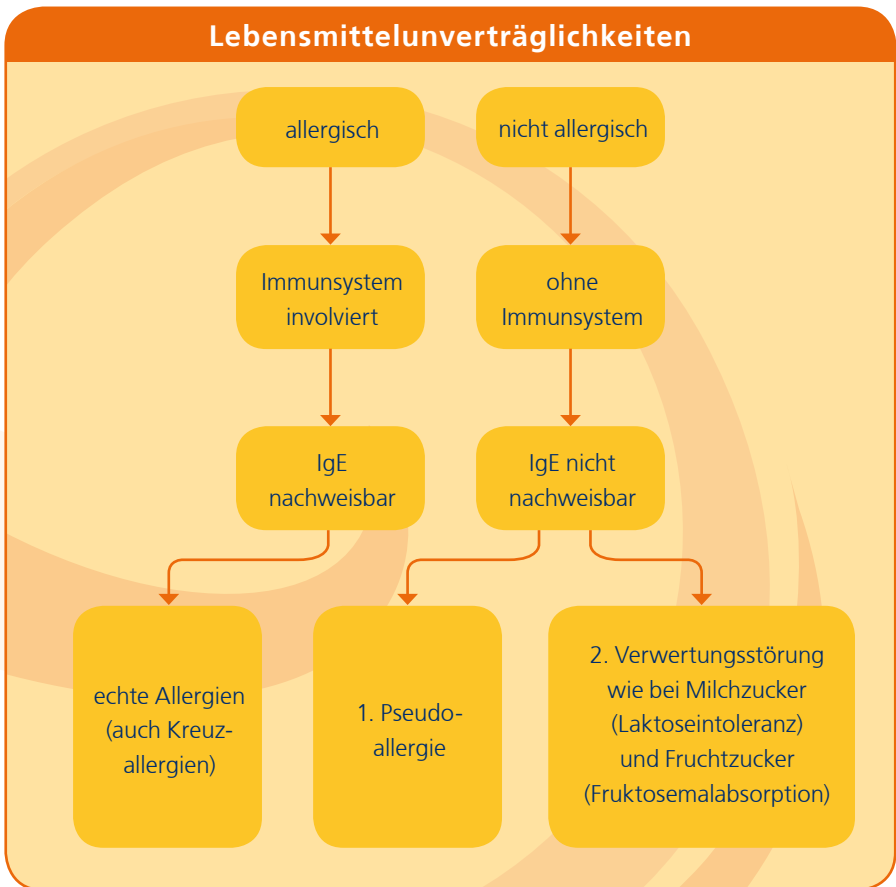 Lebensmittelunverträglichkeiten
allergisch
nicht allergisch
Immunsystem
involviert
ohne
Immunsystem
IgE
nachweisbar
IgE nicht
nachweisbar
echte Allergien
(auch Kreuz-
allergien)
1. Pseudo-
allergie
2. Verwertungsstörung
wie bei Milchzucker
(Laktoseintoleranz)
und Fruchtzucker
(Fruktosemalabsorption)